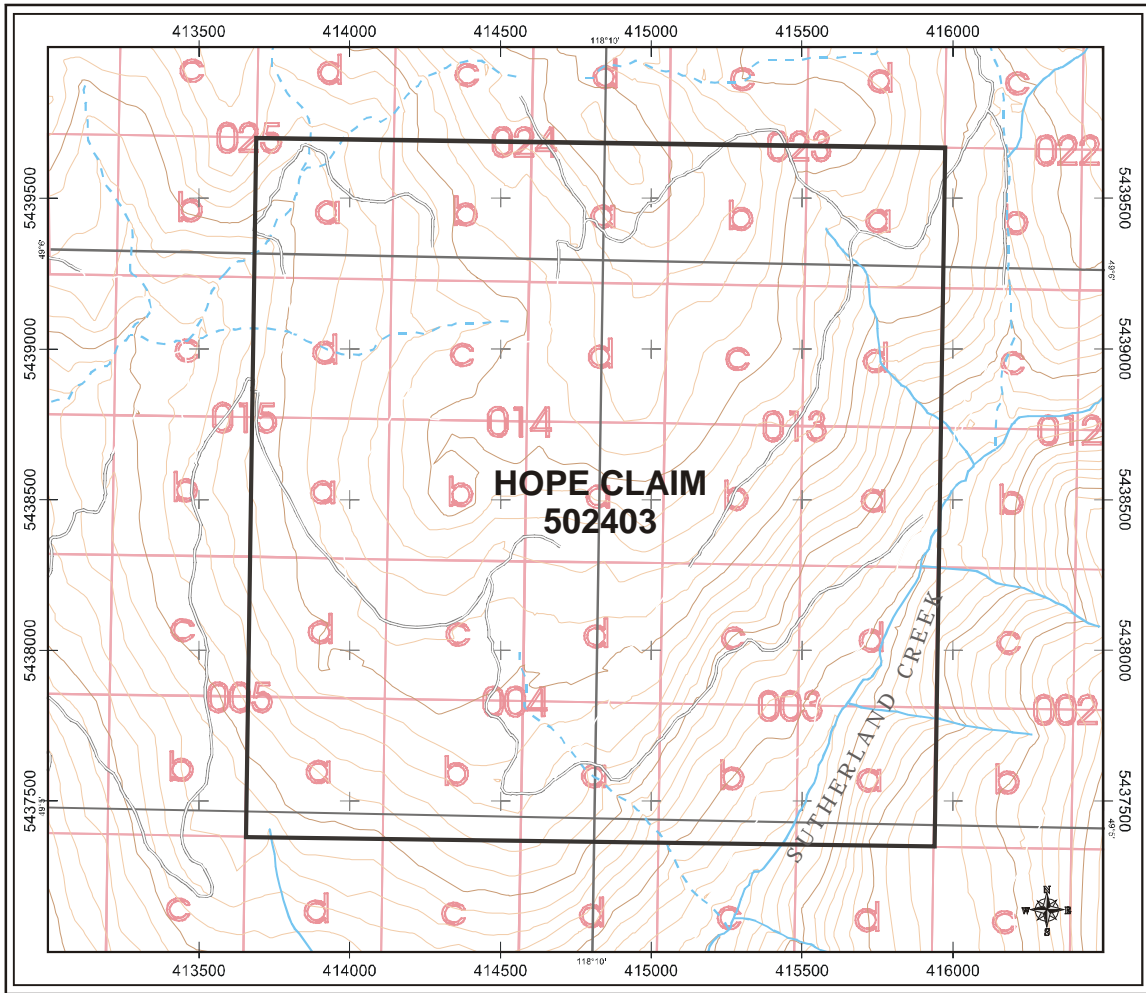 413500 414000 414500 415000 415500 416000
118°10'
c d c a c a c
025 024 023 022
5439500 5439500
b a b a b a b
49°6' 49°6'
5439000 5439000
c d c d c d c
015 014 013 012
5438500 5438500
b a b a b a b
HOPE CLAIM
502403
5438000 5438000
c d c d c d c
SUTHERLAND CREEK
005 004 003 002
b a b a b a b
5437500 5437500
49°5' 49°5'
c d c d c d c
N
W E
S
118°10'
413500 414000 414500 415000 415500 416000